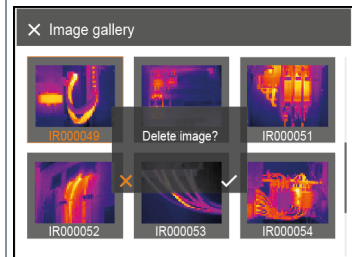 Image gallery
IR000049
Delete image?
IR000051
IR000052
IR000053
IR000054